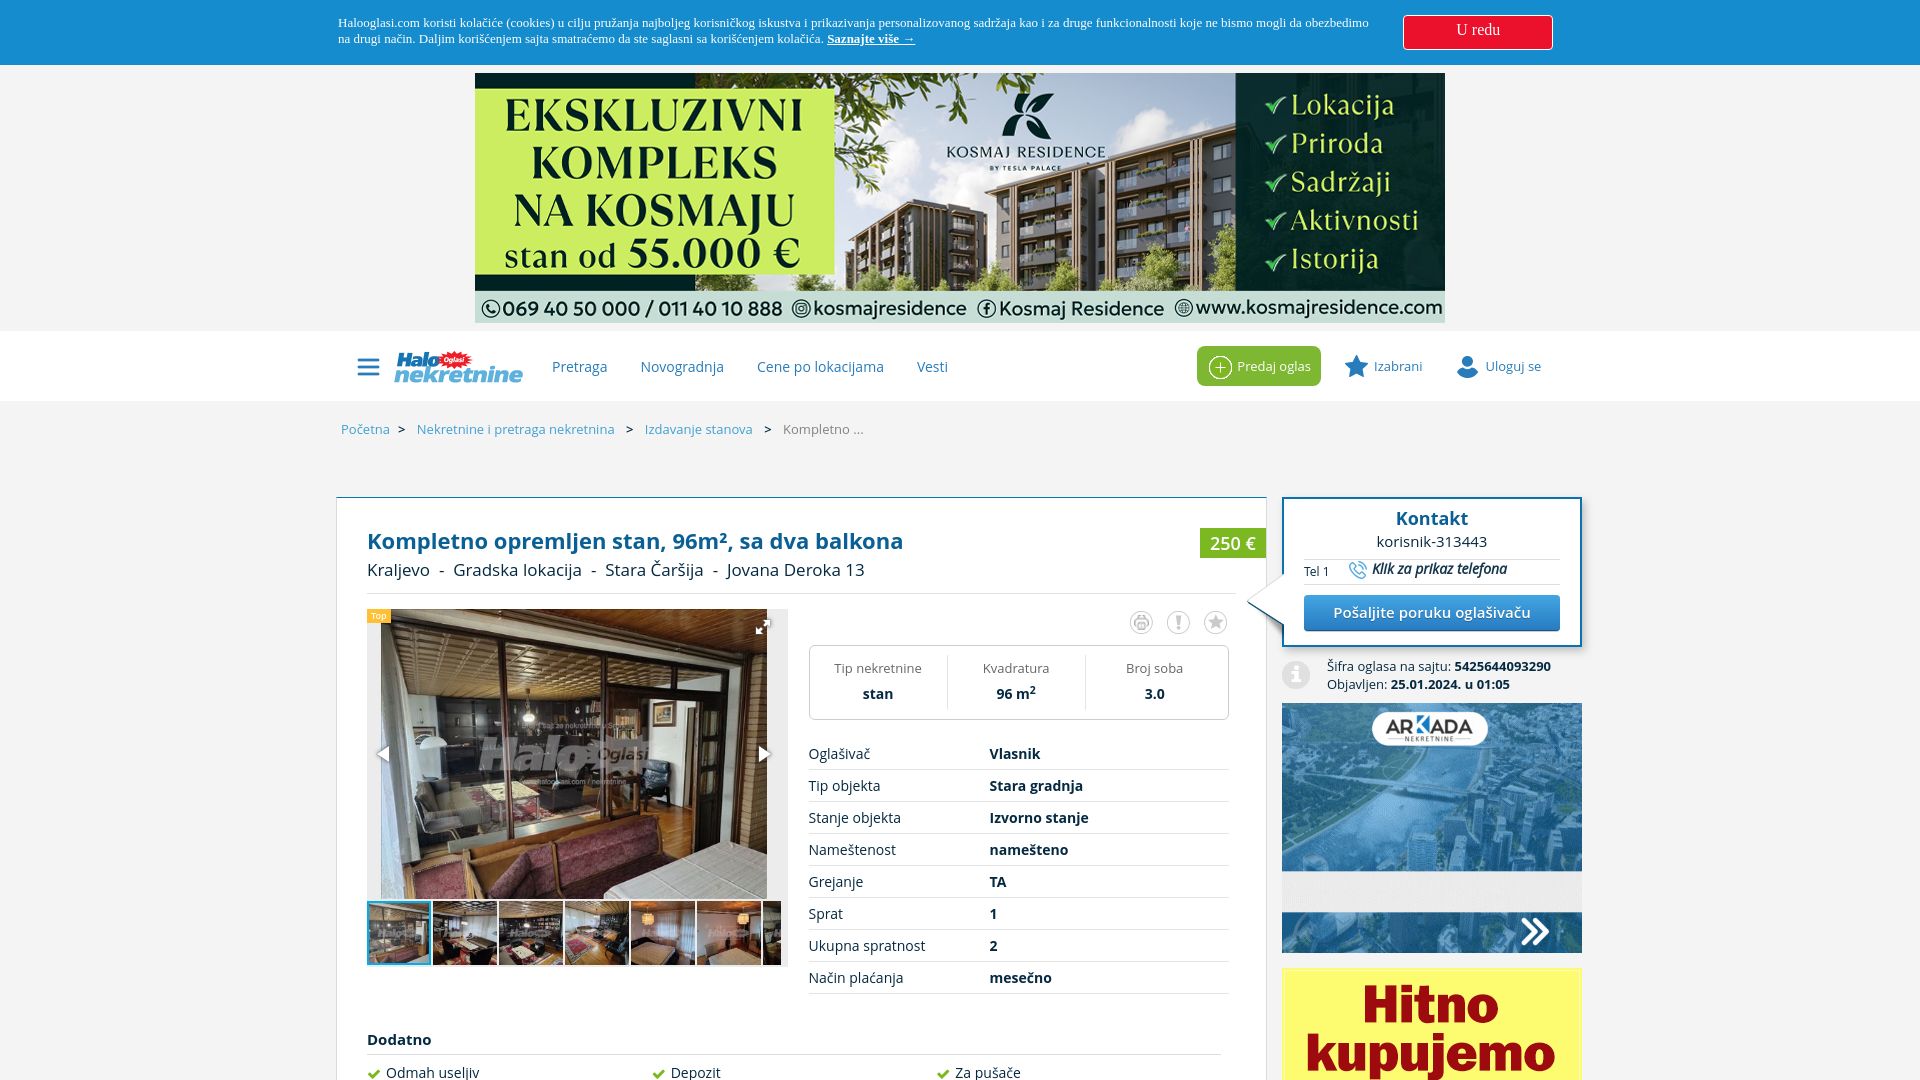 Halooglasi.com koristi kolačiće (cookies) u cilju pružanja najboljeg korisničkog iskustva i prikazivanja personalizovanog sadržaja kao i za druge funkcionalnosti koje ne bismo mogli da obezbedimo
na drugi način. Daljim korišćenjem sajta smatraćemo da ste saglasni sa korišćenjem kolačića. Saznajte više →
U redu
EKSKLUZIVNI
KOMPLEKS
NA KOSMAJU
stan od 55.000 €
KOSMAJ RESIDENCE
BY TESLA PALACE
Lokacija
Priroda
Sadržaji
Aktivnosti
Istorija
069 40 50 000 / 011 40 10 888 kosmajresidence Kosmaj Residence www.kosmajresidence.com
Halo Oglasi
nekretnine
Pretraga
Novogradnja
Cene po lokacijama
Vesti
Predaj oglas
Izabrani
Uloguj se
Početna > Nekretnine i pretraga nekretnina > Izdavanje stanova > Kompletno ...
Kompletno opremljen stan, 96m², sa dva balkona
250 €
Kraljevo - Gradska lokacija - Stara Čaršija - Jovana Deroka 13
Top
Halo Oglasi
www.halooglasi.com / nekretnine
Tip nekretnine
stan
Kvadratura
96 m²
Broj soba
3.0
Oglašivač Vlasnik
Tip objekta Stara gradnja
Stanje objekta Izvorno stanje
Nameštenost namešteno
Grejanje TA
Sprat 1
Ukupna spratnost 2
Način plaćanja mesečno
Dodatno
Odmah useljiv
Depozit
Za pušače
Kontakt
korisnik-313443
Tel 1 Klik za prikaz telefona
Pošaljite poruku oglašivaču
Šifra oglasa na sajtu: 5425644093290
Objavljen: 25.01.2024. u 01:05
ARKADA
NEKRETNINE
Hitno
kupujemo